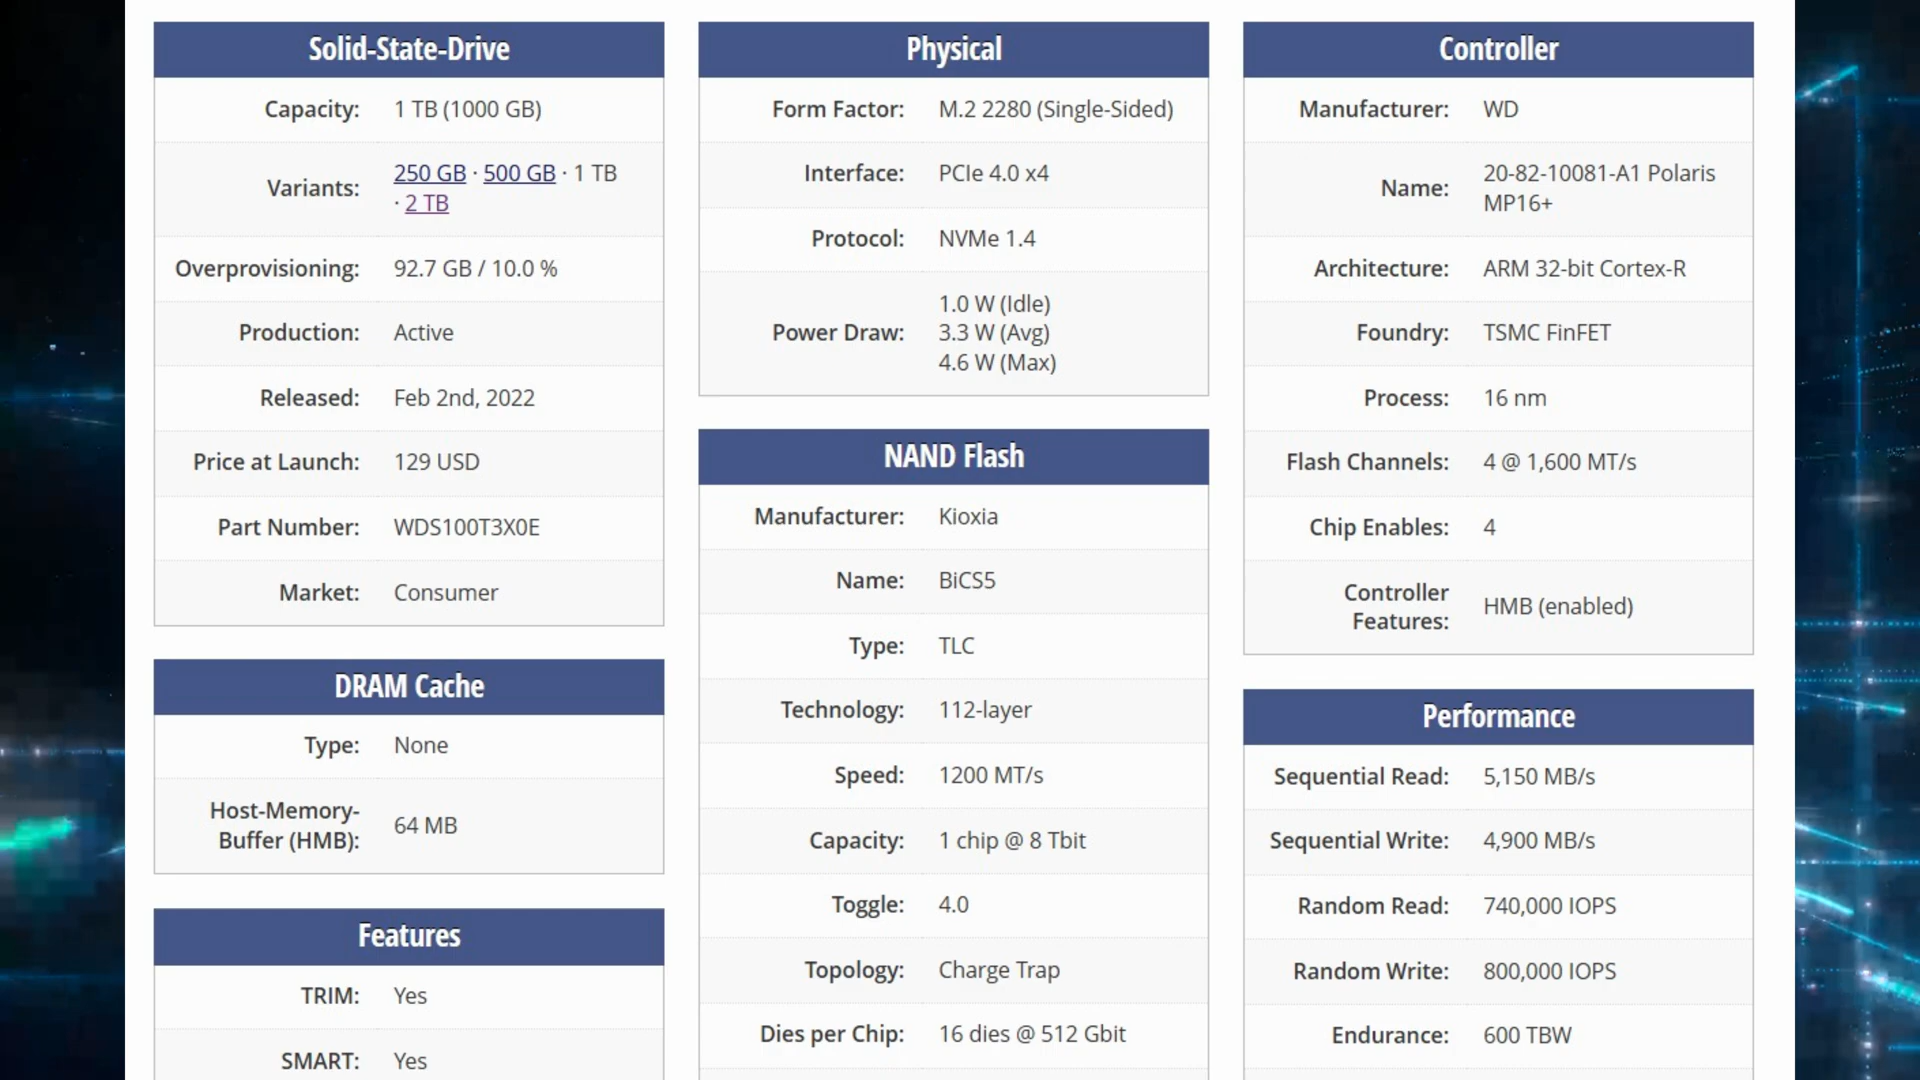 Solid-State-Drive
Capacity: 1 TB (1000 GB)
Variants: 250 GB · 500 GB · 1 TB
· 2 TB
Overprovisioning: 92.7 GB / 10.0 %
Production: Active
Released: Feb 2nd, 2022
Price at Launch: 129 USD
Part Number: WDS100T3X0E
Market: Consumer
DRAM Cache
Type: None
Host-Memory-
Buffer (HMB): 64 MB
Features
TRIM: Yes
SMART: Yes
Physical
Form Factor: M.2 2280 (Single-Sided)
Interface: PCIe 4.0 x4
Protocol: NVMe 1.4
Power Draw: 1.0 W (Idle)
3.3 W (Avg)
4.6 W (Max)
NAND Flash
Manufacturer: Kioxia
Name: BiCS5
Type: TLC
Technology: 112-layer
Speed: 1200 MT/s
Capacity: 1 chip @ 8 Tbit
Toggle: 4.0
Topology: Charge Trap
Dies per Chip: 16 dies @ 512 Gbit
Controller
Manufacturer: WD
Name: 20-82-10081-A1 Polaris
MP16+
Architecture: ARM 32-bit Cortex-R
Foundry: TSMC FinFET
Process: 16 nm
Flash Channels: 4 @ 1,600 MT/s
Chip Enables: 4
Controller
Features: HMB (enabled)
Performance
Sequential Read: 5,150 MB/s
Sequential Write: 4,900 MB/s
Random Read: 740,000 IOPS
Random Write: 800,000 IOPS
Endurance: 600 TBW